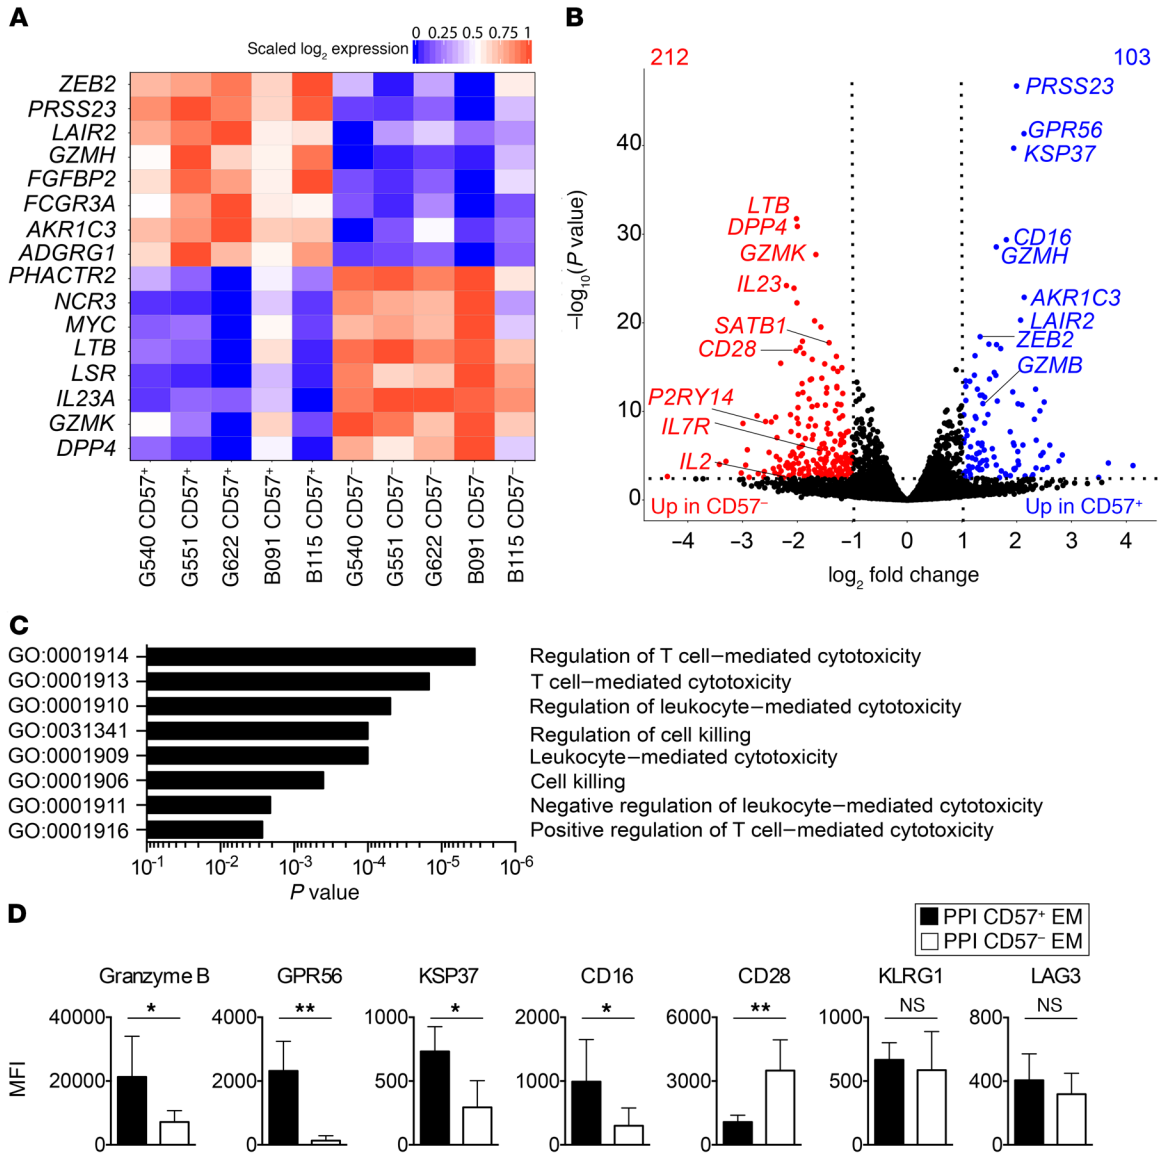 A
Scaled log2 expression
0 0.25 0.5 0.75 1
ZEB2
PRSS23
LAIR2
GZMH
FGFBP2
FCGR3A
AKR1C3
ADGRG1
PHACTR2
NCR3
MYC
LTB
LSR
IL23A
GZMK
DPP4
G540 CD57+
G551 CD57+
G622 CD57+
B091 CD57+
B115 CD57+
G540 CD57−
G551 CD57−
G622 CD57−
B091 CD57−
B115 CD57−
B
212
103
PRSS23
GPR56
KSP37
LTB
DPP4
GZMK
IL23
SATB1
CD28
P2RY14
IL7R
IL2
CD16
GZMH
AKR1C3
LAIR2
ZEB2
GZMB
Up in CD57−
Up in CD57+
−log10(P value)
40
30
20
10
0
−4 −3 −2 −1 0 1 2 3 4
log2 fold change
C
GO:0001914 Regulation of T cell−mediated cytotoxicity
GO:0001913 T cell−mediated cytotoxicity
GO:0001910 Regulation of leukocyte−mediated cytotoxicity
GO:0031341 Regulation of cell killing
GO:0001909 Leukocyte−mediated cytotoxicity
GO:0001906 Cell killing
GO:0001911 Negative regulation of leukocyte−mediated cytotoxicity
GO:0001916 Positive regulation of T cell−mediated cytotoxicity
10-1 10-2 10-3 10-4 10-5 10-6
P value
D
PPI CD57+ EM
PPI CD57− EM
MFI
Granzyme B
*
40000
20000
0
GPR56
**
4000
2000
0
KSP37
*
1000
500
0
CD16
*
2000
1000
0
CD28
**
6000
3000
0
KLRG1
NS
1000
500
0
LAG3
NS
800
400
0